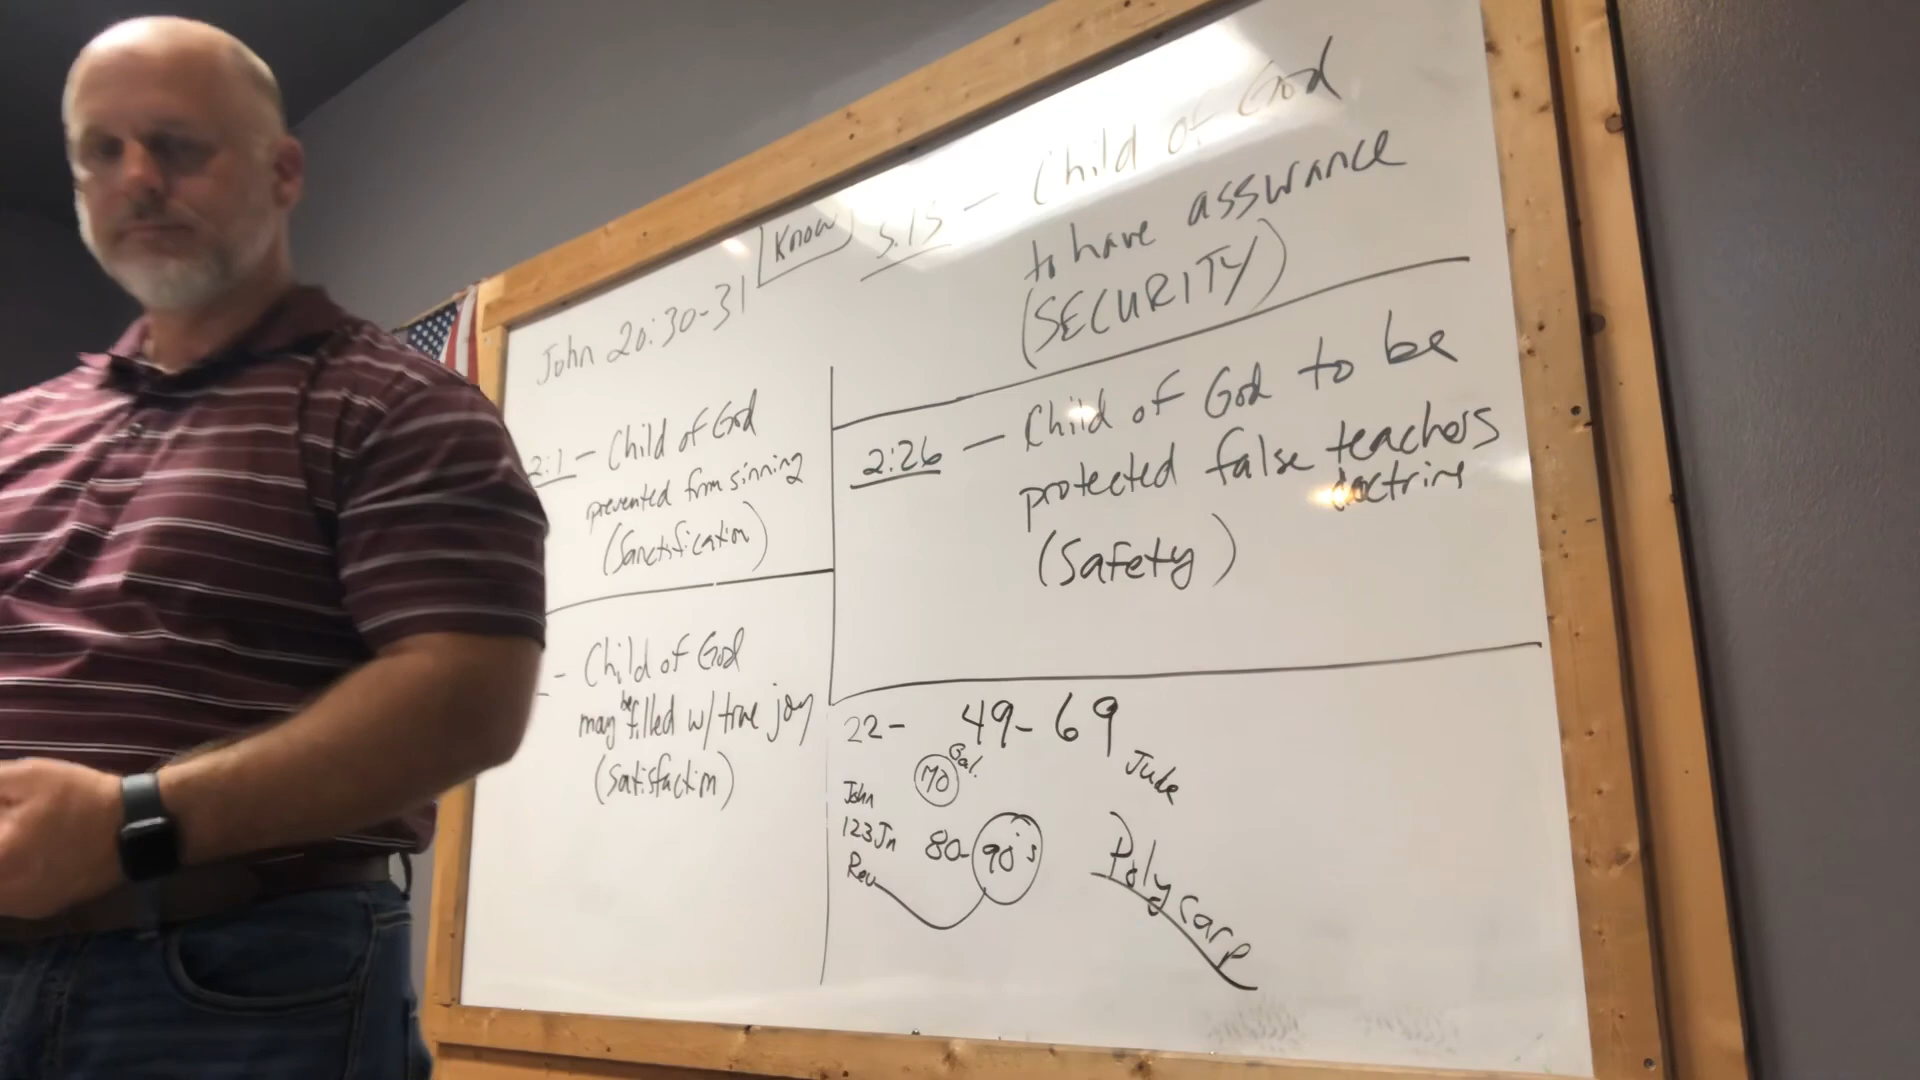 John 20:30-31
Know
5:13 - Child of God
to have assurance
(SECURITY)
2:1 - Child of God
prevented from sinning
(Sanctification)
2:26 - Child of God to be
protected false teachers
doctrine
(Safety)
- Child of God
may be filled w/ true joy
(Satisfaction)
22- 49-69
70 Gal. Jude
John
123Jn 80-90's
Rev
Polycarp